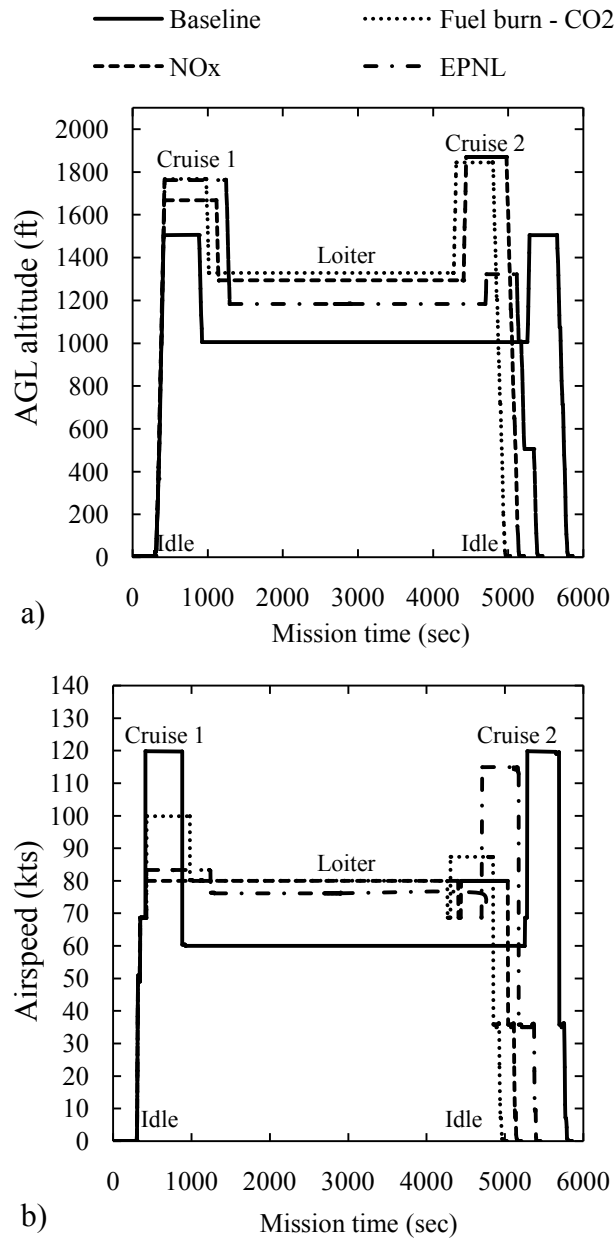 Baseline Fuel burn - CO2
NOx EPNL
2000
1800
1600
1400
1200
1000
800
600
400
200
0
AGL altitude (ft)
Cruise 1
Cruise 2
Loiter
Idle
Idle
0 1000 2000 3000 4000 5000 6000
Mission time (sec)
a)
140
130
120
110
100
90
80
70
60
50
40
30
20
10
0
Airspeed (kts)
Cruise 1
Cruise 2
Loiter
Idle
Idle
0 1000 2000 3000 4000 5000 6000
Mission time (sec)
b)